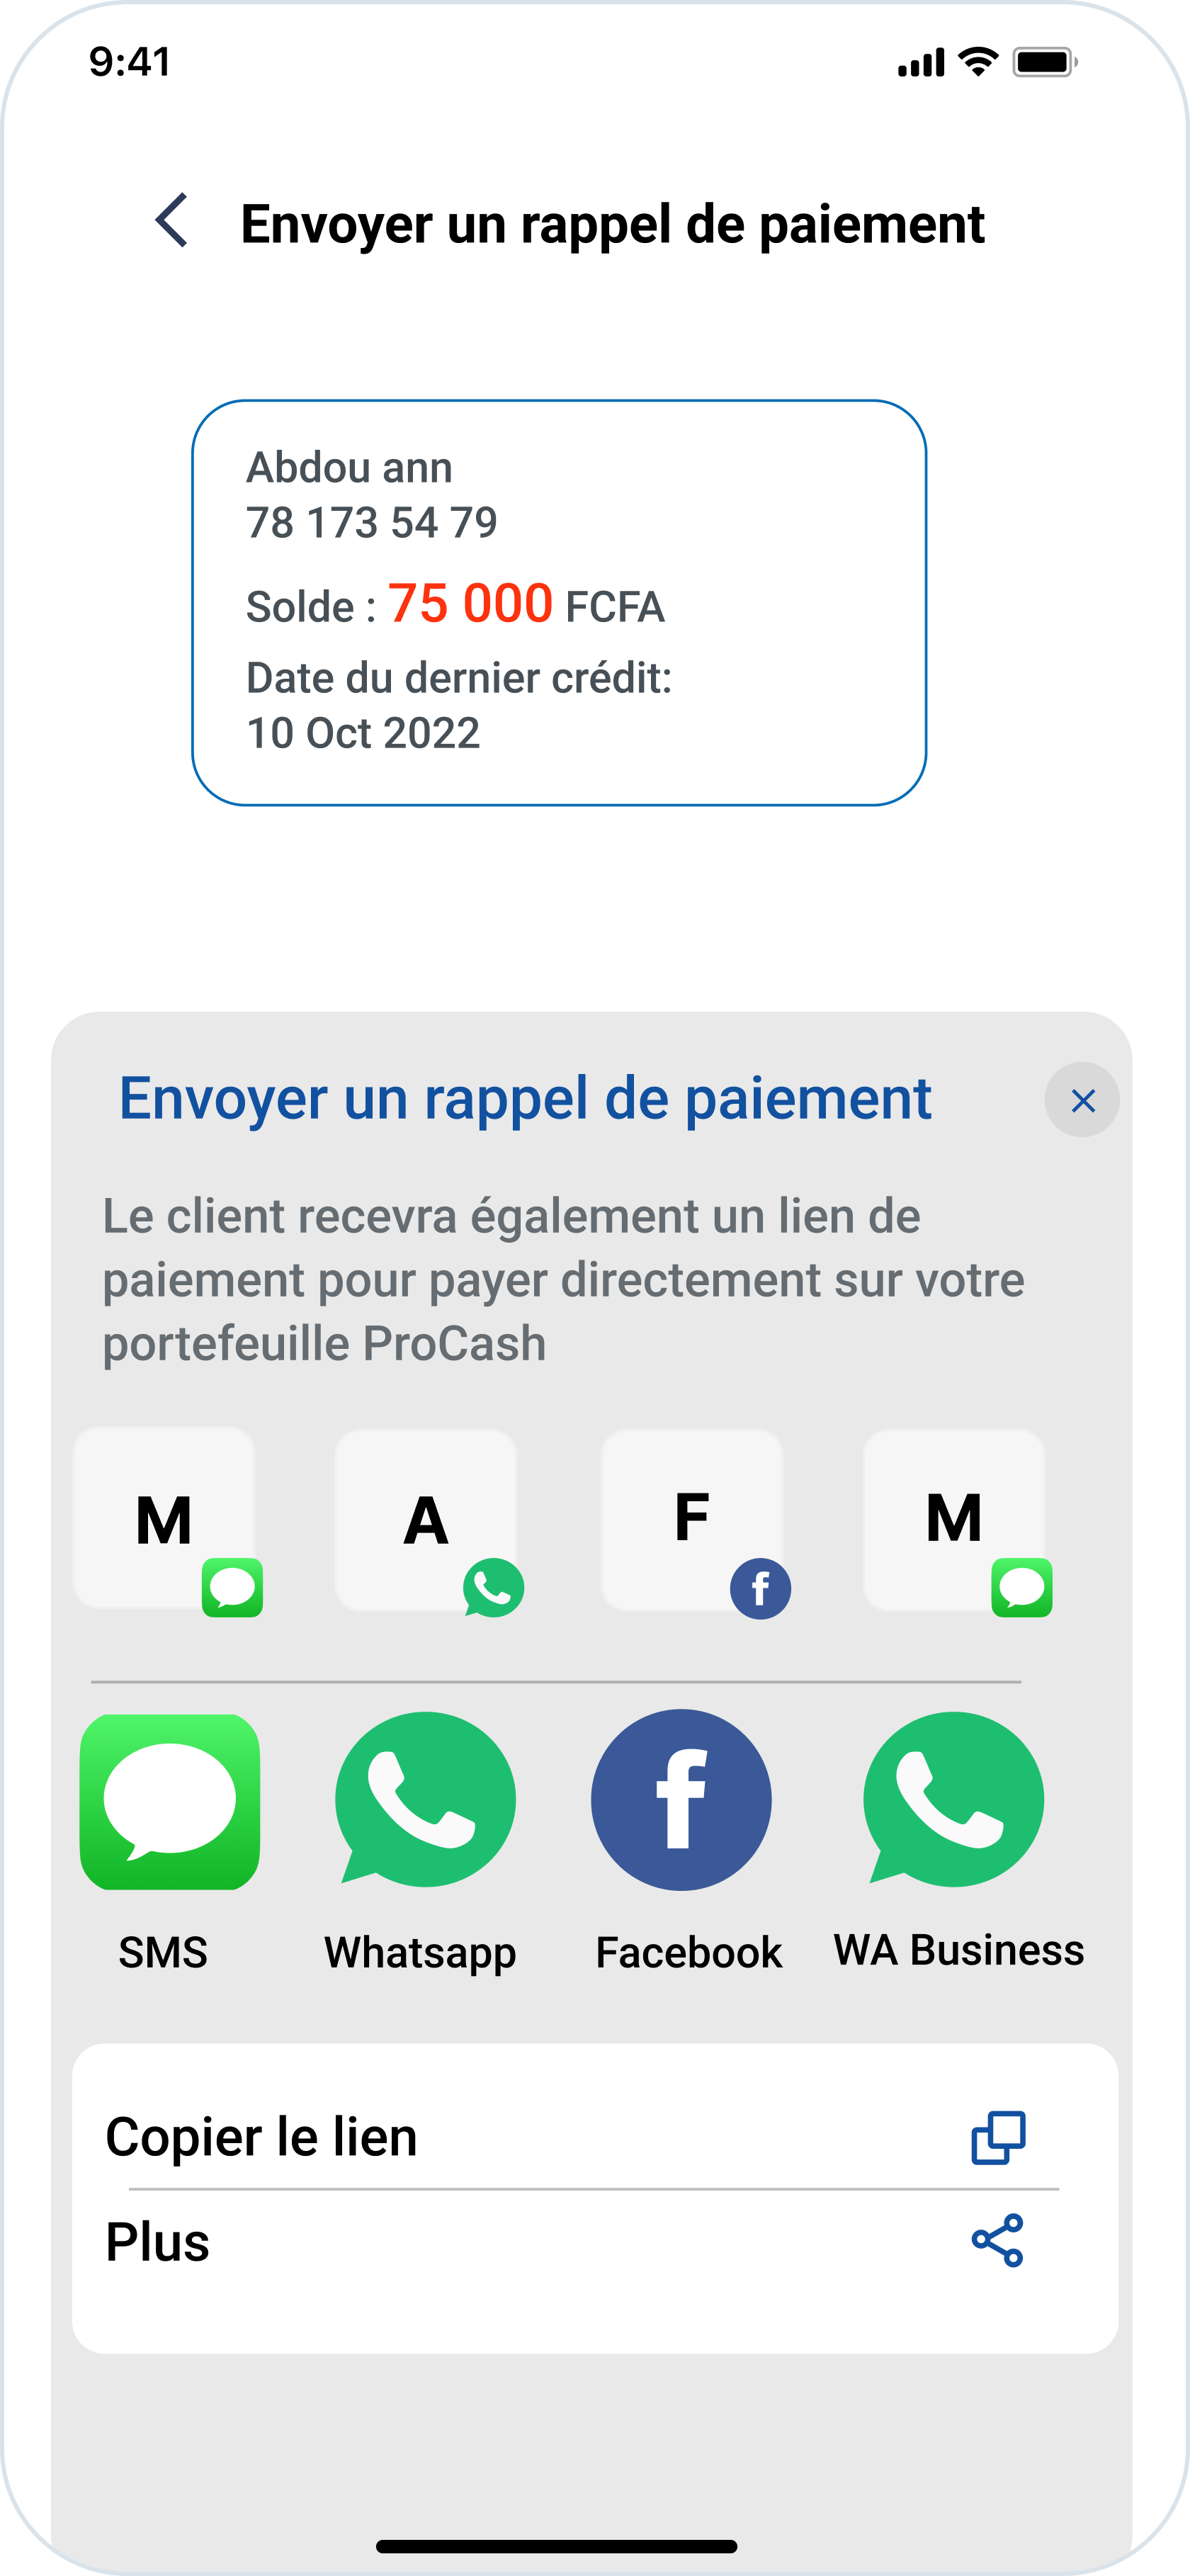 9:41
Envoyer un rappel de paiement
Abdou ann
78 173 54 79
Solde : 75 000 FCFA
Date du dernier crédit:
10 Oct 2022
Envoyer un rappel de paiement
Le client recevra également un lien de
paiement pour payer directement sur votre
portefeuille ProCash
M A F M
SMS Whatsapp Facebook WA Business
Copier le lien
Plus